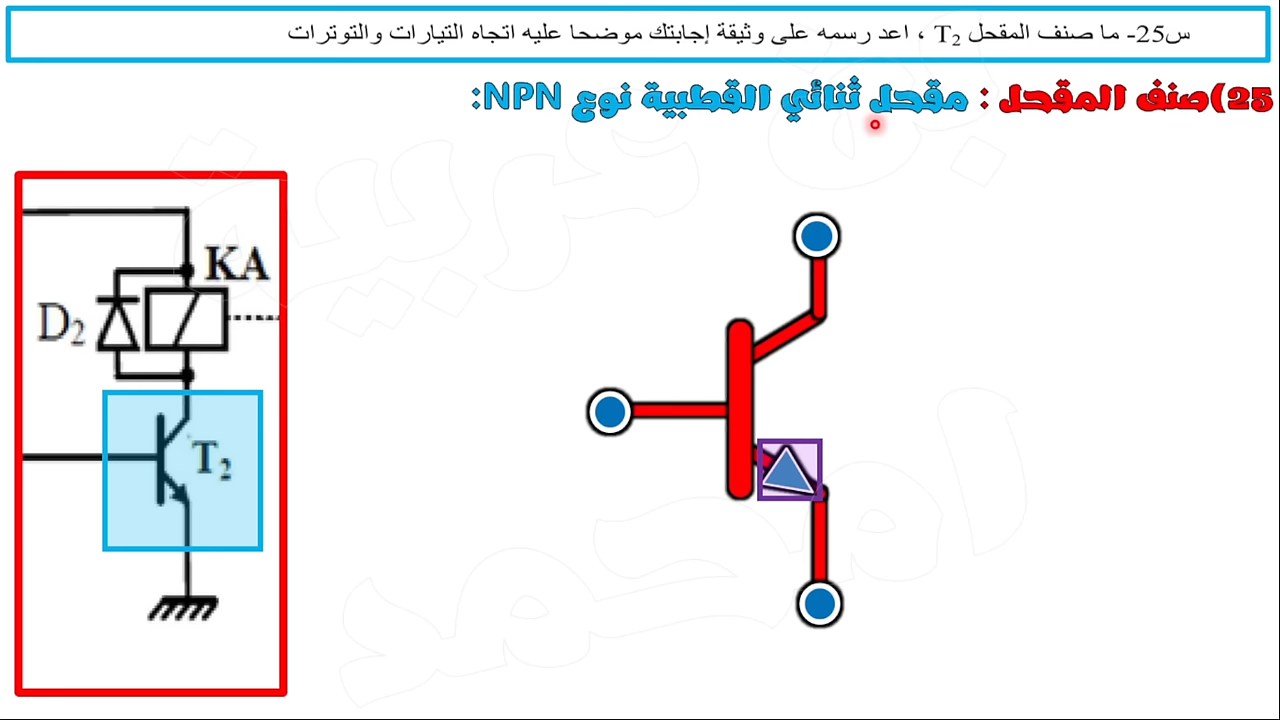 س25- ما صنف المقحل T2 ، اعد رسمه على وثيقة إجابتك موضحا عليه اتجاه التيارات والتوترات
25)صنف المقحل : مقحل ثنائي القطبية نوع NPN:
KA
D2
T2